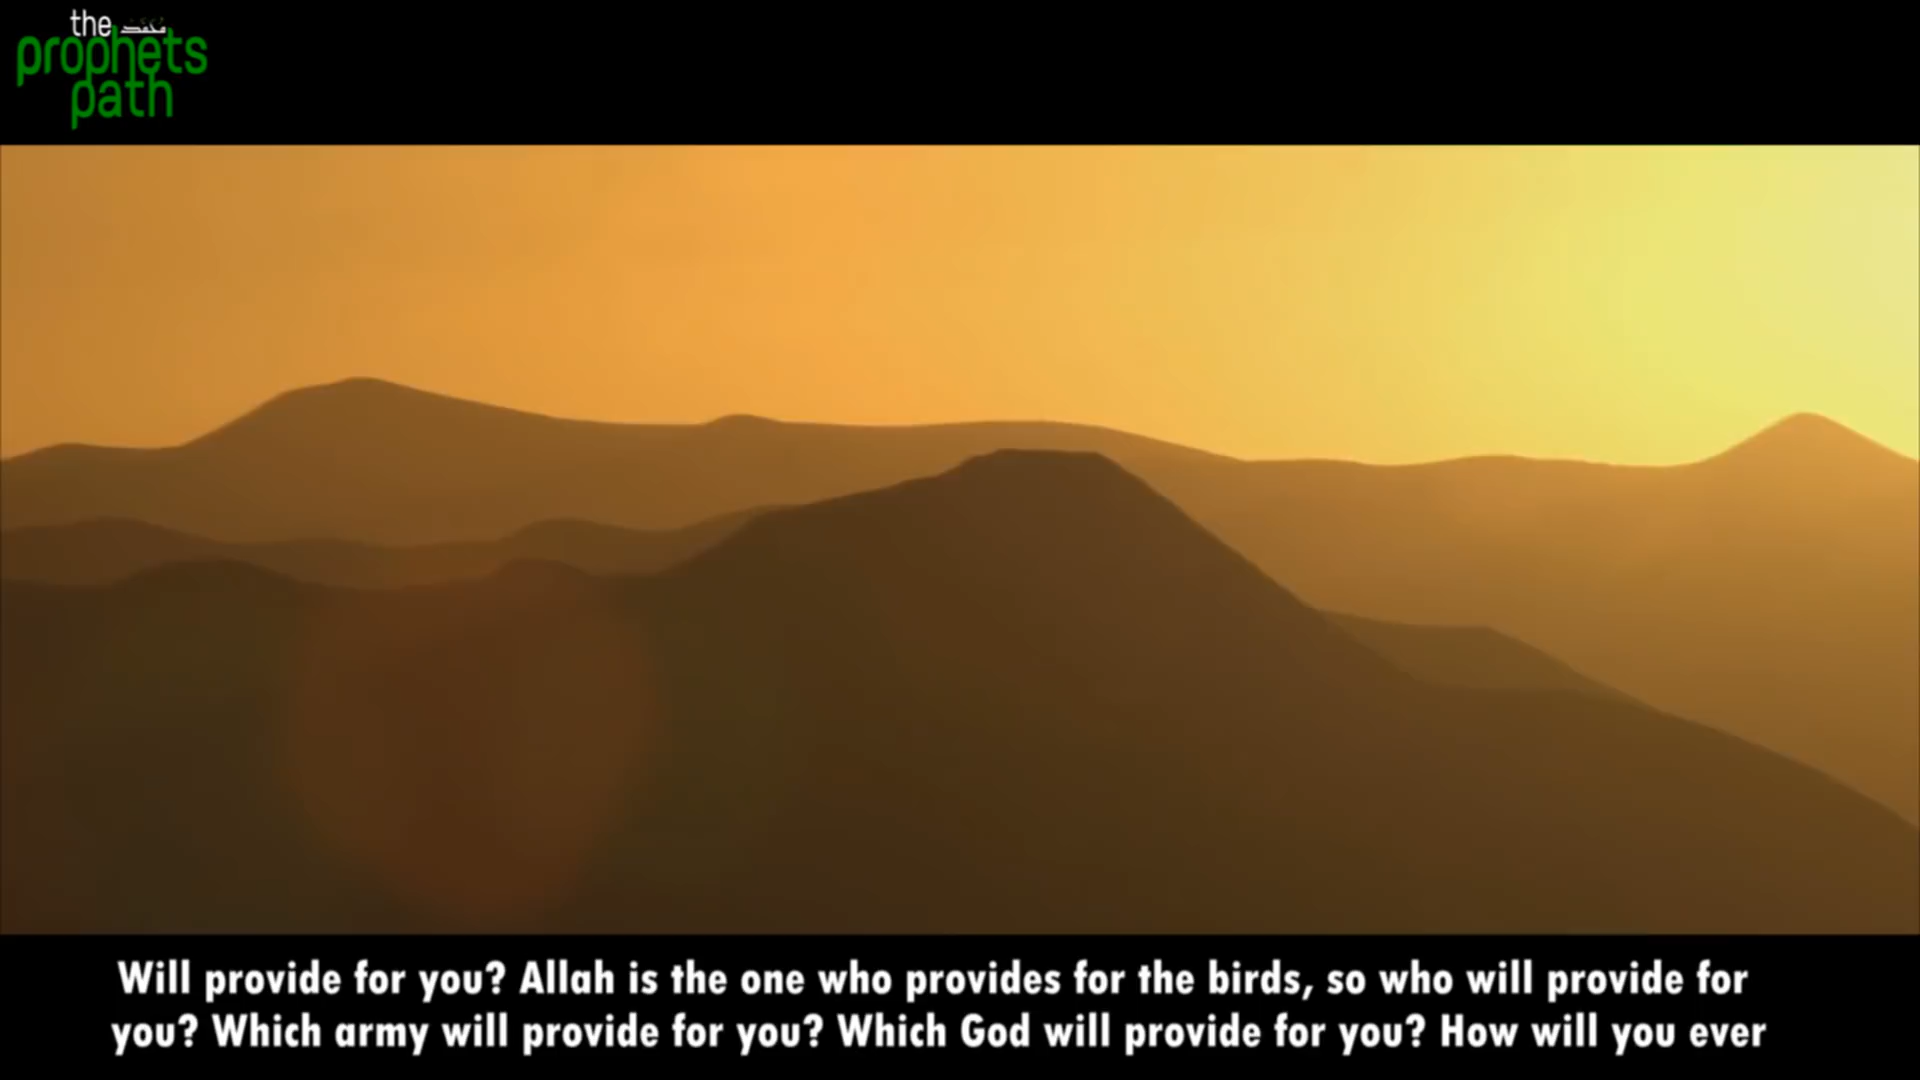 the محمد
prophets
path
Will provide for you? Allah is the one who provides for the birds, so who will provide for
you? Which army will provide for you? Which God will provide for you? How will you ever